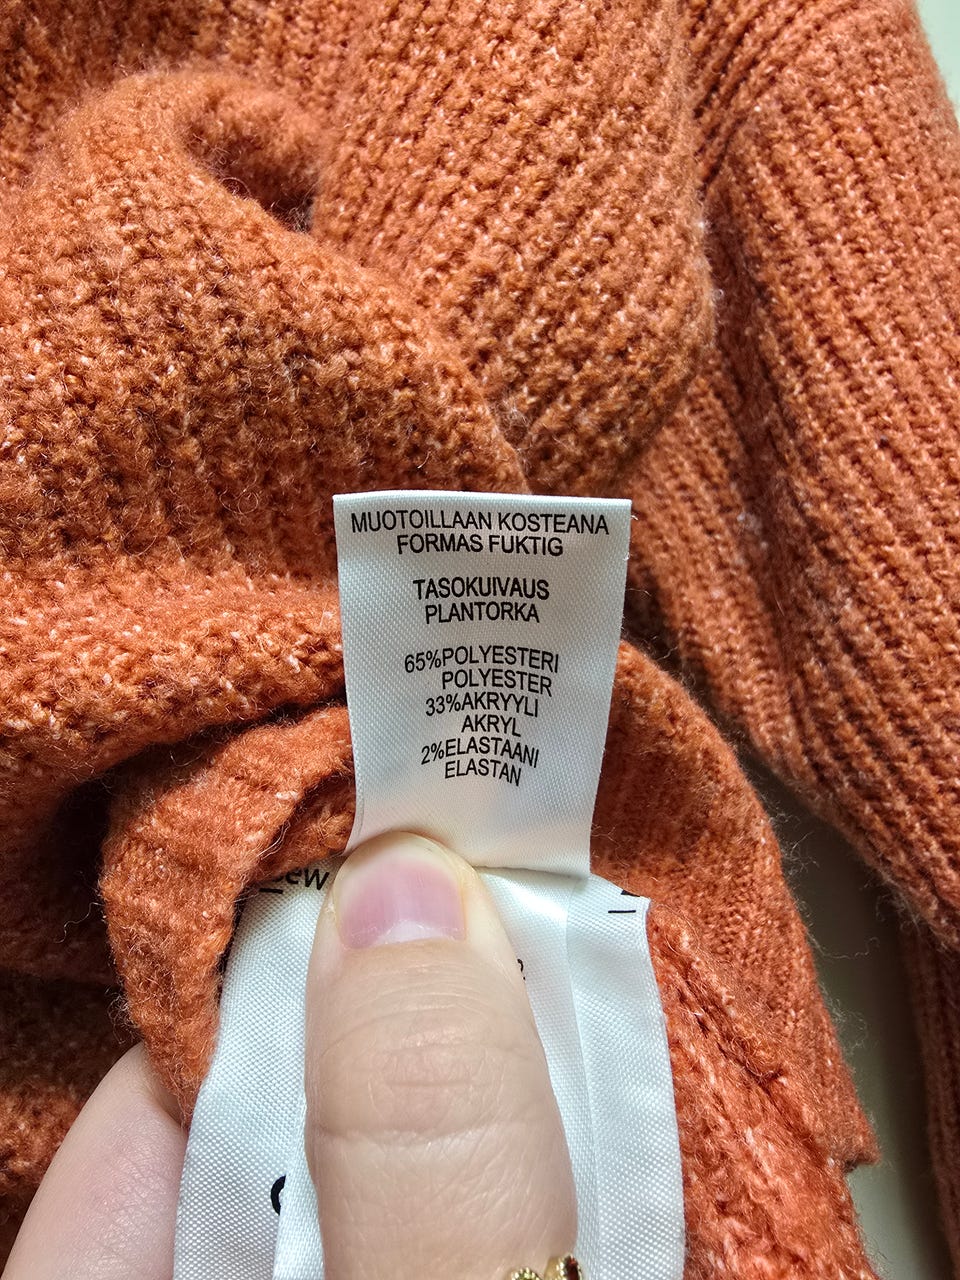 MUOTOILLAAN KOSTEANA
FORMAS FUKTIG
TASOKUIVAUS
PLANTORKA
65%POLYESTERI
POLYESTER
33%AKRYYLI
AKRYL
2%ELASTAANI
ELASTAN